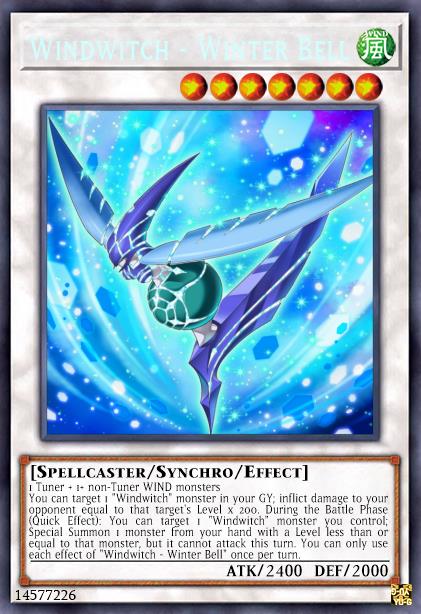 WINDWITCH - WINTER BELL
WIND
風
[SPELLCASTER/SYNCHRO/EFFECT]
1 Tuner + 1+ non-Tuner WIND monsters
You can target 1 "Windwitch" monster in your GY; inflict damage to your
opponent equal to that target's Level x 200. During the Battle Phase
(Quick Effect): You can target 1 "Windwitch" monster you control;
Special Summon 1 monster from your hand with a Level less than or
equal to that monster, but it cannot attack this turn. You can only use
each effect of "Windwitch - Winter Bell" once per turn.
ATK/2400 DEF/2000
14577226